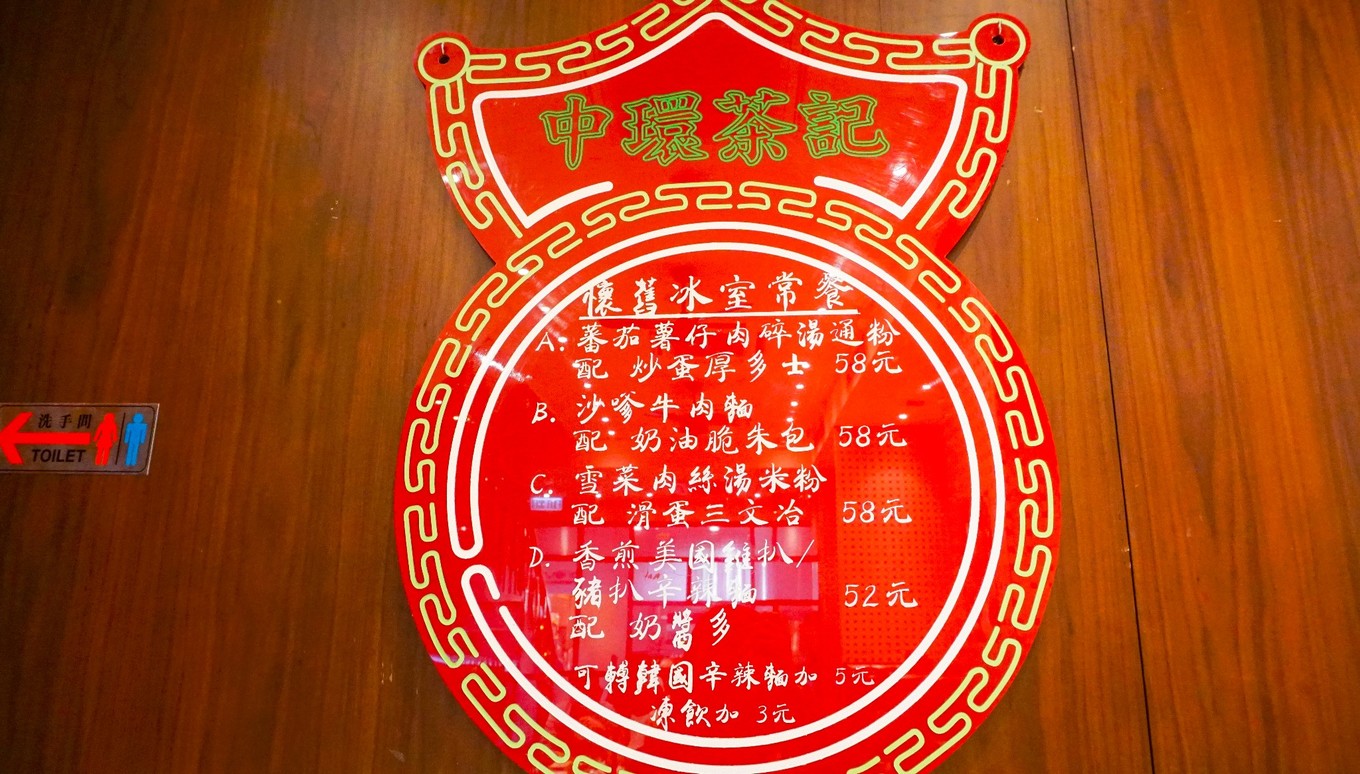 中環茶記
懷舊冰室常餐
A. 蕃茄薯仔肉碎湯通粉
配 炒蛋厚多士 58元
B. 沙嗲牛肉麵
配 奶油脆朱包 58元
C. 雪菜肉絲湯米粉
配 滑蛋三文冶 58元
D. 香煎美國雞扒/
豬扒辛辣麵 52元
配 奶醬多
可轉韓國辛辣麵加 5元
凍飲加 3元
洗手間
TOILET